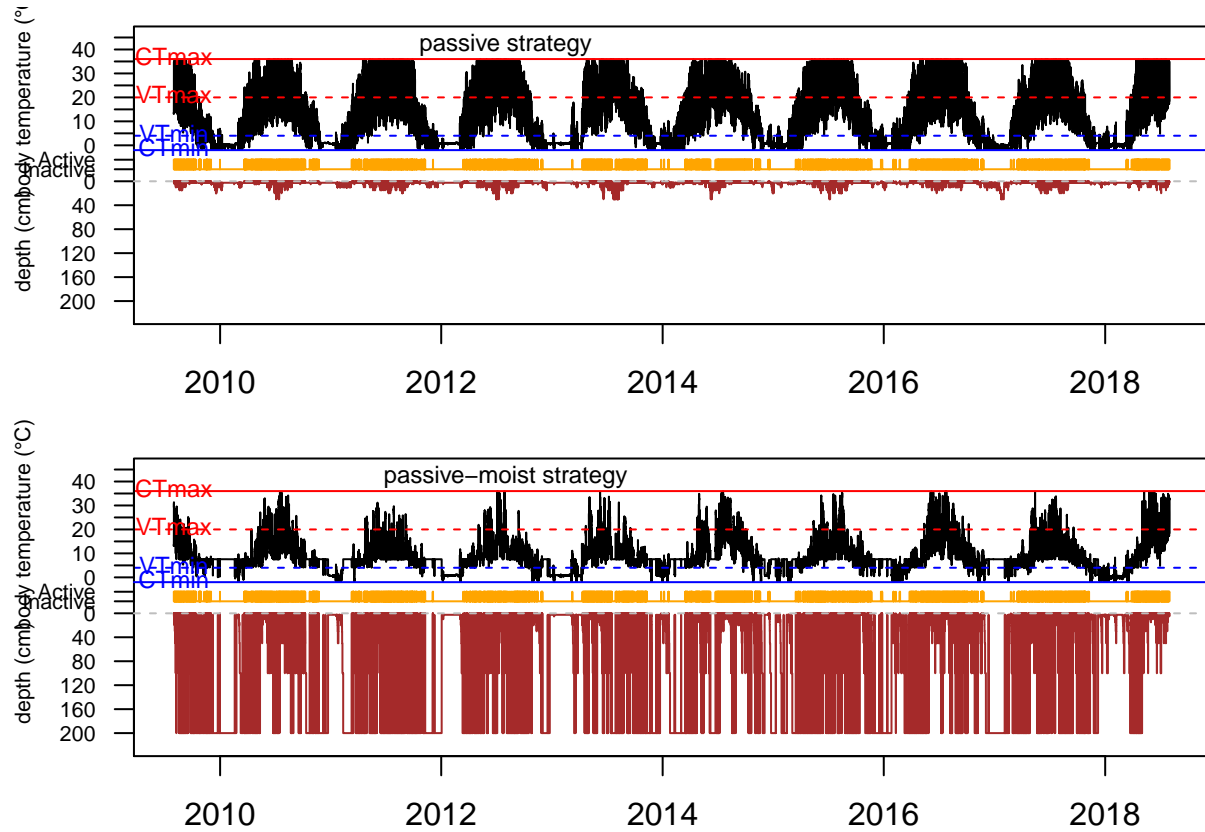 passive strategy
body temperature (°C)
40
30
20
10
0
CTmax
VTmax
VTmin
CTmin
Active
Inactive
depth (cm)
0
40
80
120
160
200
2010 2012 2014 2016 2018
passive−moist strategy
body temperature (°C)
40
30
20
10
0
CTmax
VTmax
VTmin
CTmin
Active
Inactive
depth (cm)
0
40
80
120
160
200
2010 2012 2014 2016 2018